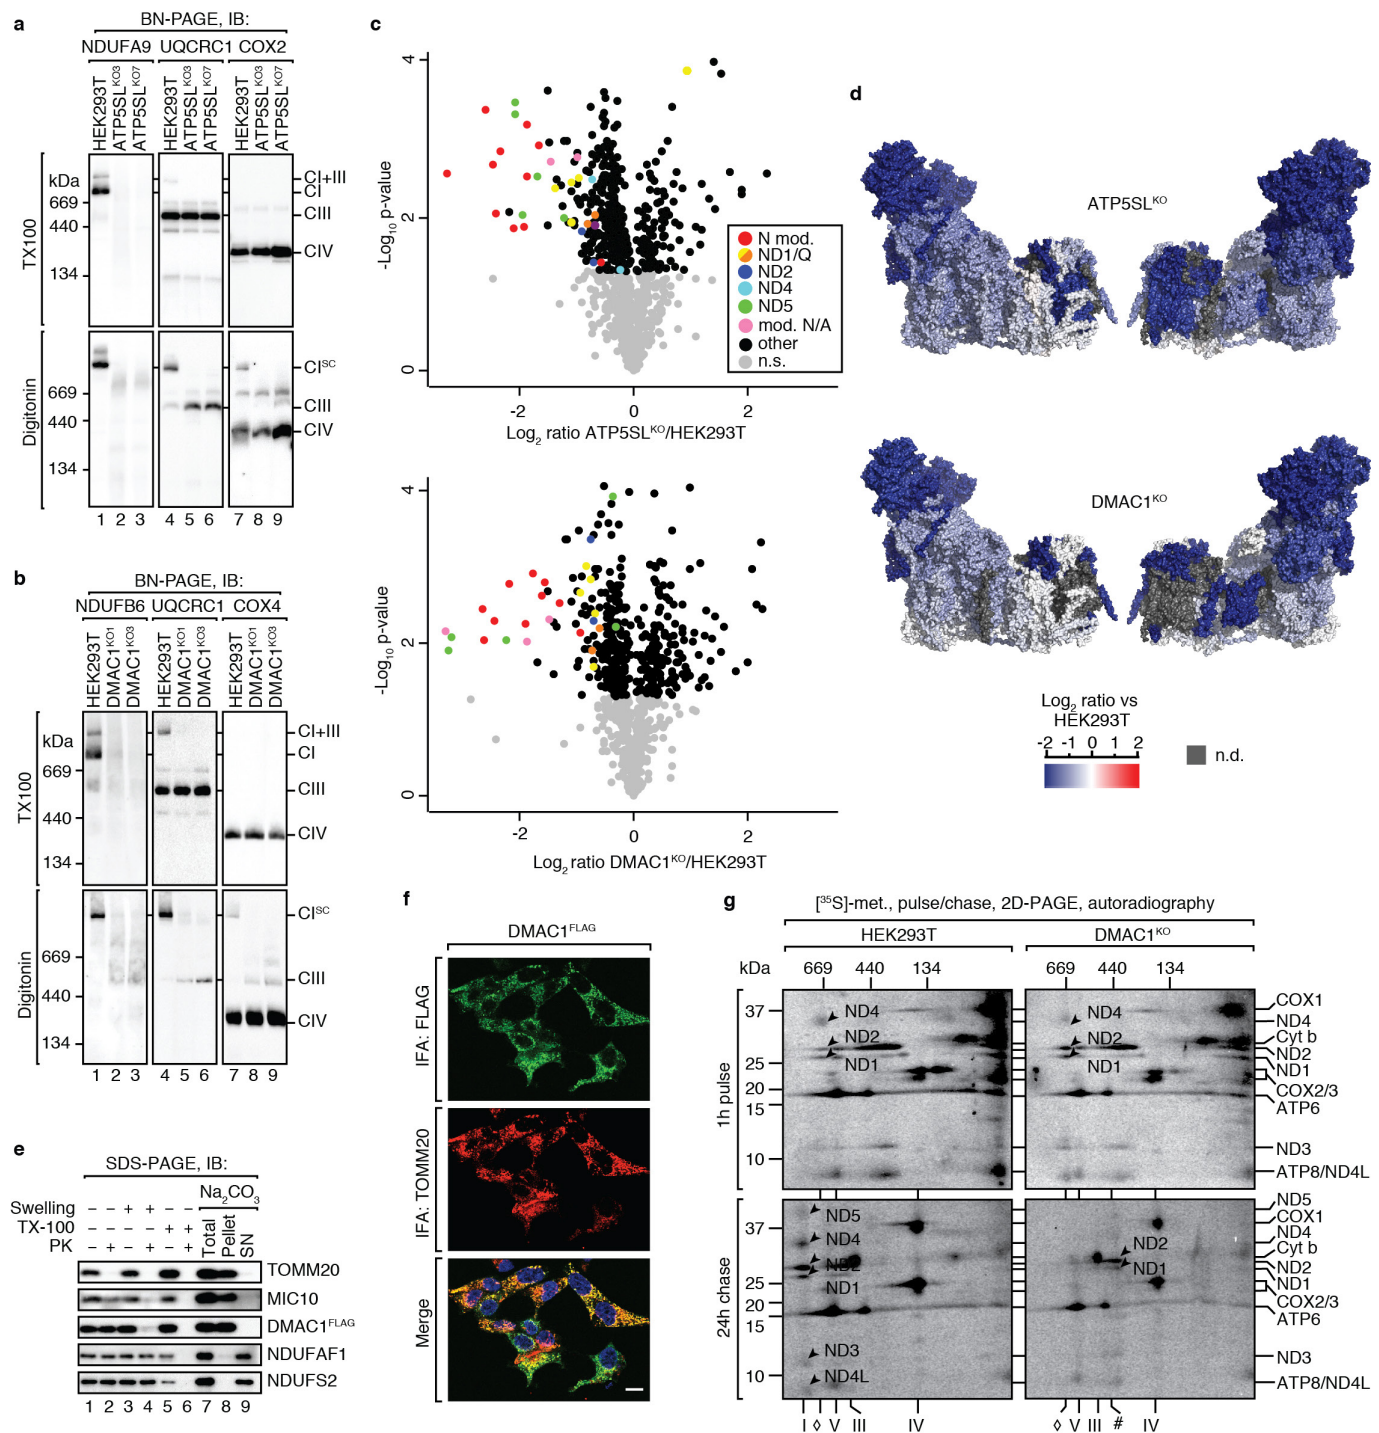 a
BN-PAGE, IB:
NDUFA9 UQCRC1 COX2
HEK293T
ATP5SL^KO3
ATP5SL^KO7
HEK293T
ATP5SL^KO3
ATP5SL^KO7
HEK293T
ATP5SL^KO3
ATP5SL^KO7
TX100
kDa
669
440
134
CI+III
CI
CIII
CIV
Digitonin
669
440
134
CI^SC
CIII
CIV
1 2 3 4 5 6 7 8 9
b
BN-PAGE, IB:
NDUFB6 UQCRC1 COX4
HEK293T
DMAC1^KO1
DMAC1^KO3
HEK293T
DMAC1^KO1
DMAC1^KO3
HEK293T
DMAC1^KO1
DMAC1^KO3
TX100
kDa
669
440
134
CI+III
CI
CIII
CIV
Digitonin
669
440
134
CI^SC
CIII
CIV
1 2 3 4 5 6 7 8 9
c
4
2
0
-Log10 p-value
-2 0 2
Log2 ratio ATP5SL^KO/HEK293T
N mod.
ND1/Q
ND2
ND4
ND5
mod. N/A
other
n.s.
4
2
0
-Log10 p-value
-2 0 2
Log2 ratio DMAC1^KO/HEK293T
d
ATP5SL^KO
DMAC1^KO
Log2 ratio vs
HEK293T
-2 -1 0 1 2
n.d.
e
SDS-PAGE, IB:
Na2CO3
Swelling – – + + – –
TX-100 – – – – + +
PK – + – + – +
Total
Pellet
SN
TOMM20
MIC10
DMAC1^FLAG
NDUFAF1
NDUFS2
1 2 3 4 5 6 7 8 9
f
DMAC1^FLAG
IFA: FLAG
IFA: TOMM20
Merge
g
[35S]-met., pulse/chase, 2D-PAGE, autoradiography
HEK293T DMAC1^KO
kDa 669 440 134 669 440 134
1h pulse
37
25
20
15
10
ND4
ND2
ND1
ND4
ND2
ND1
COX1
ND4
Cyt b
ND2
ND1
COX2/3
ATP6
ND3
ATP8/ND4L
24h chase
37
25
20
15
10
ND5
ND4
ND2
ND1
ND3
ND4L
ND2
ND1
ND5
COX1
ND4
Cyt b
ND2
ND1
COX2/3
ATP6
ND3
ATP8/ND4L
I ◊ V III IV ◊ V III # IV